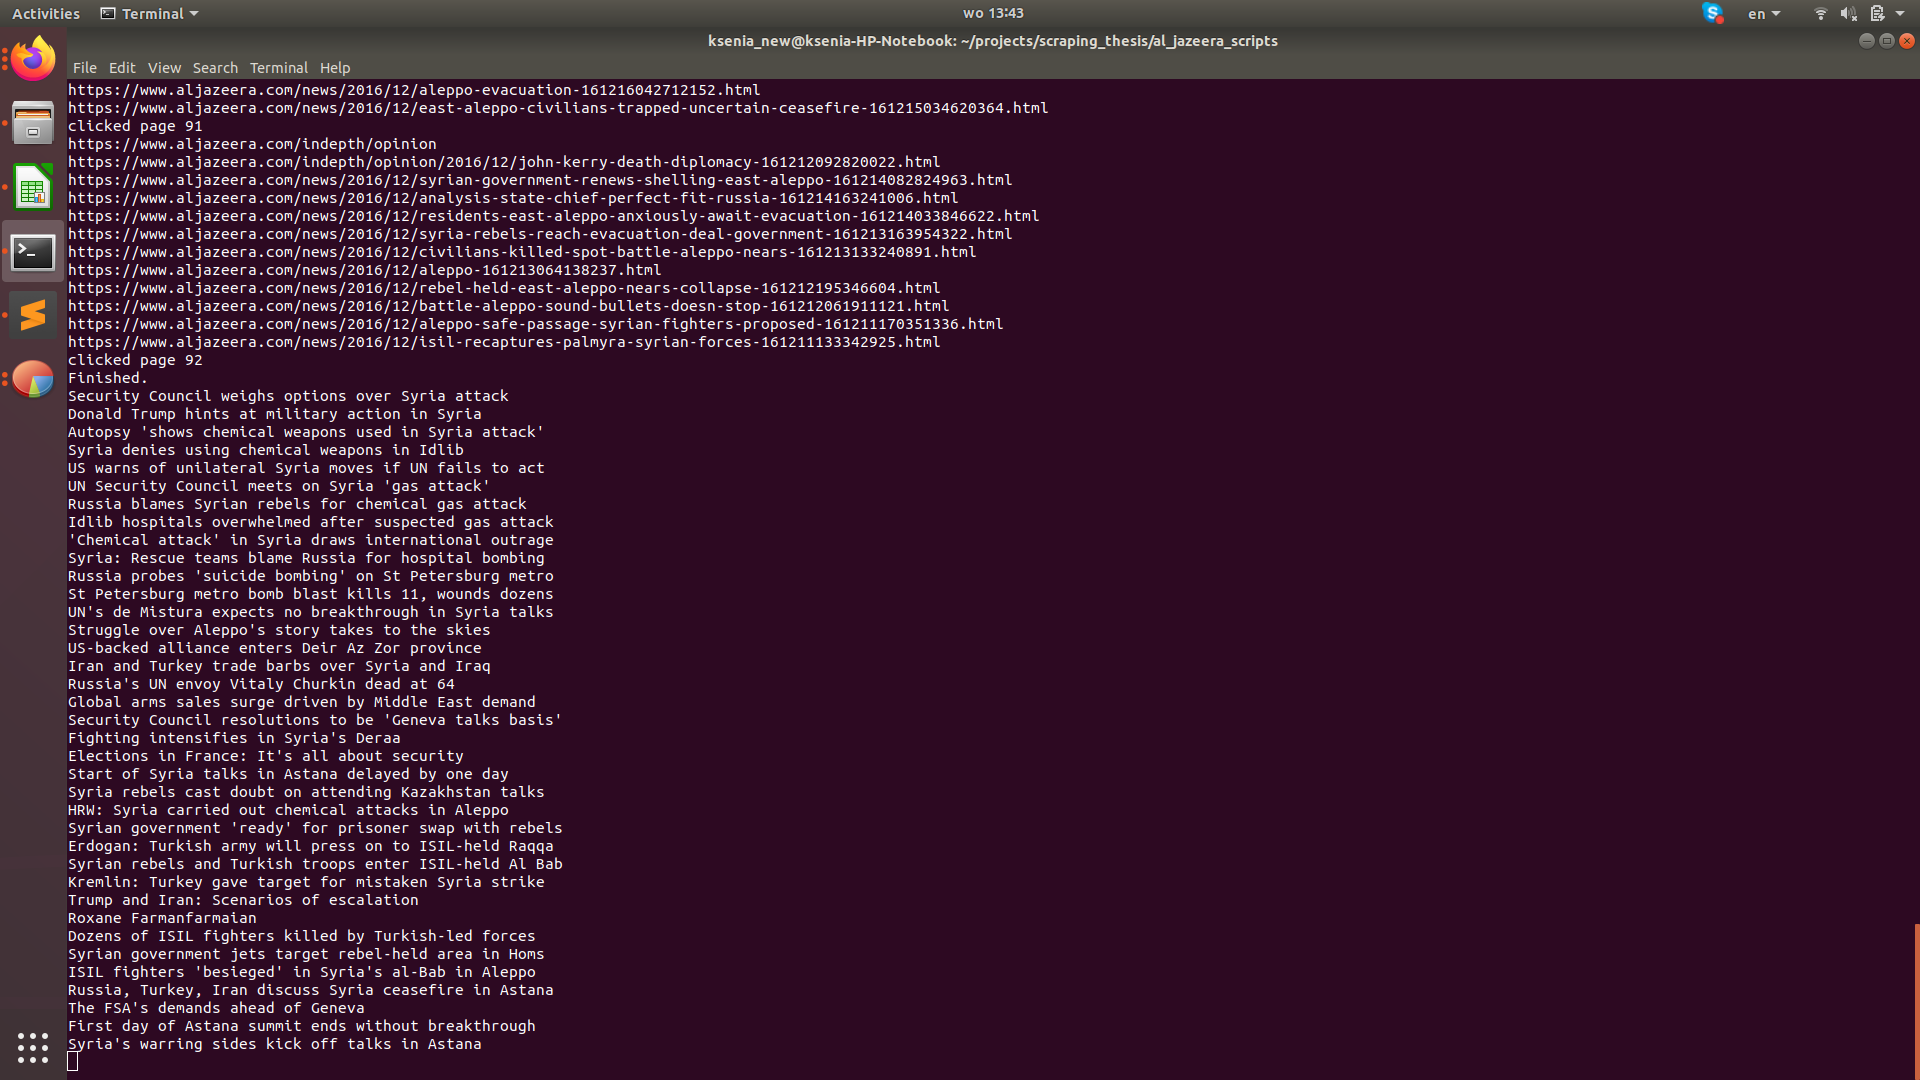 Activities Terminal wo 13:43 en
ksenia_new@ksenia-HP-Notebook: ~/projects/scraping_thesis/al_jazeera_scripts
File Edit View Search Terminal Help
https://www.aljazeera.com/news/2016/12/aleppo-evacuation-161216042712152.html
https://www.aljazeera.com/news/2016/12/east-aleppo-civilians-trapped-uncertain-ceasefire-161215034620364.html
clicked page 91
https://www.aljazeera.com/indepth/opinion
https://www.aljazeera.com/indepth/opinion/2016/12/john-kerry-death-diplomacy-161212092820022.html
https://www.aljazeera.com/news/2016/12/syrian-government-renews-shelling-east-aleppo-161214082824963.html
https://www.aljazeera.com/news/2016/12/analysis-state-chief-perfect-fit-russia-161214163241006.html
https://www.aljazeera.com/news/2016/12/residents-east-aleppo-anxiously-await-evacuation-161214033846622.html
https://www.aljazeera.com/news/2016/12/syria-rebels-reach-evacuation-deal-government-161213163954322.html
https://www.aljazeera.com/news/2016/12/civilians-killed-spot-battle-aleppo-nears-161213133240891.html
https://www.aljazeera.com/news/2016/12/aleppo-161213064138237.html
https://www.aljazeera.com/news/2016/12/rebel-held-east-aleppo-nears-collapse-161212195346604.html
https://www.aljazeera.com/news/2016/12/battle-aleppo-sound-bullets-doesn-stop-161212061911121.html
https://www.aljazeera.com/news/2016/12/aleppo-safe-passage-syrian-fighters-proposed-161211170351336.html
https://www.aljazeera.com/news/2016/12/isil-recaptures-palmyra-syrian-forces-161211133342925.html
clicked page 92
Finished.
Security Council weighs options over Syria attack
Donald Trump hints at military action in Syria
Autopsy 'shows chemical weapons used in Syria attack'
Syria denies using chemical weapons in Idlib
US warns of unilateral Syria moves if UN fails to act
UN Security Council meets on Syria 'gas attack'
Russia blames Syrian rebels for chemical gas attack
Idlib hospitals overwhelmed after suspected gas attack
'Chemical attack' in Syria draws international outrage
Syria: Rescue teams blame Russia for hospital bombing
Russia probes 'suicide bombing' on St Petersburg metro
St Petersburg metro bomb blast kills 11, wounds dozens
UN's de Mistura expects no breakthrough in Syria talks
Struggle over Aleppo's story takes to the skies
US-backed alliance enters Deir Az Zor province
Iran and Turkey trade barbs over Syria and Iraq
Russia's UN envoy Vitaly Churkin dead at 64
Global arms sales surge driven by Middle East demand
Security Council resolutions to be 'Geneva talks basis'
Fighting intensifies in Syria's Deraa
Elections in France: It's all about security
Start of Syria talks in Astana delayed by one day
Syria rebels cast doubt on attending Kazakhstan talks
HRW: Syria carried out chemical attacks in Aleppo
Syrian government 'ready' for prisoner swap with rebels
Erdogan: Turkish army will press on to ISIL-held Raqqa
Syrian rebels and Turkish troops enter ISIL-held Al Bab
Kremlin: Turkey gave target for mistaken Syria strike
Trump and Iran: Scenarios of escalation
Roxane Farmanfarmaian
Dozens of ISIL fighters killed by Turkish-led forces
Syrian government jets target rebel-held area in Homs
ISIL fighters 'besieged' in Syria's al-Bab in Aleppo
Russia, Turkey, Iran discuss Syria ceasefire in Astana
The FSA's demands ahead of Geneva
First day of Astana summit ends without breakthrough
Syria's warring sides kick off talks in Astana